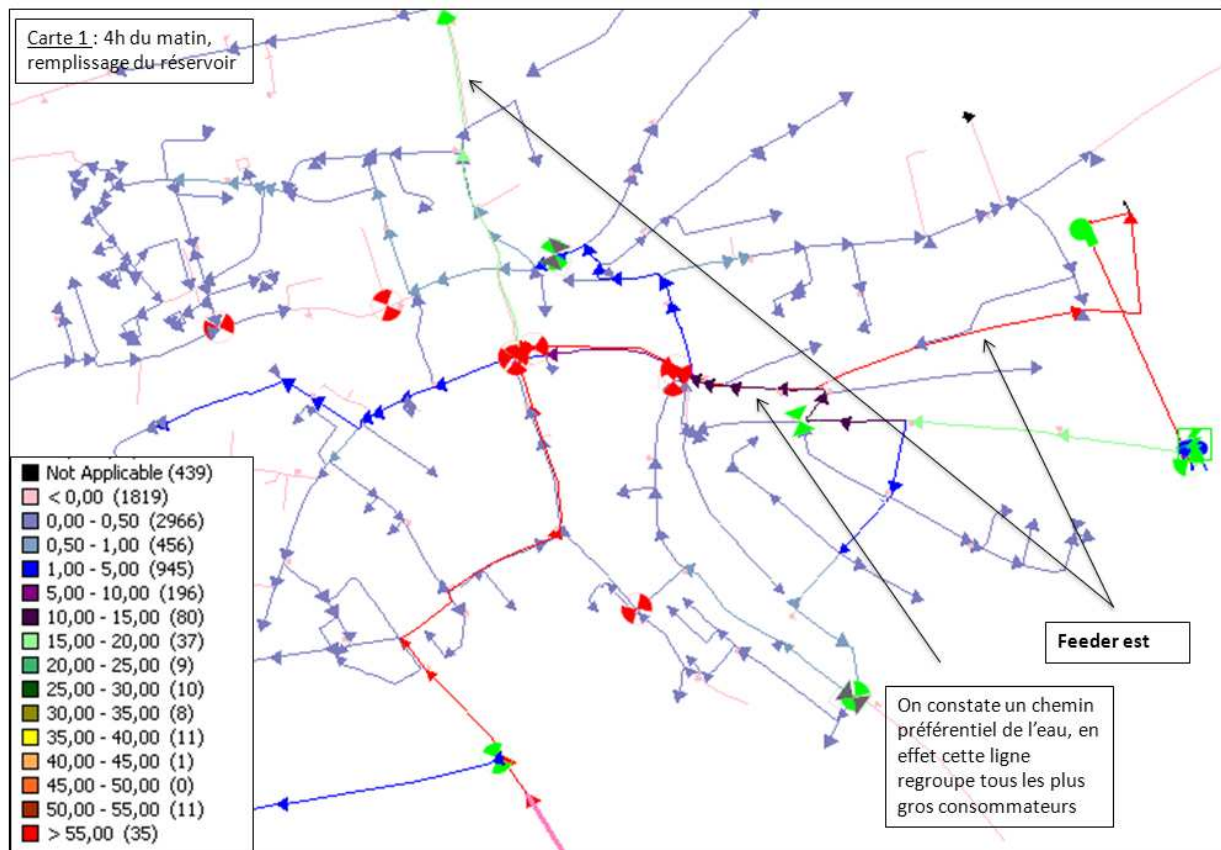 Carte 1 : 4h du matin,
remplissage du réservoir
Not Applicable (439)
< 0,00 (1819)
0,00 - 0,50 (2966)
0,50 - 1,00 (456)
1,00 - 5,00 (945)
5,00 - 10,00 (196)
10,00 - 15,00 (80)
15,00 - 20,00 (37)
20,00 - 25,00 (9)
25,00 - 30,00 (10)
30,00 - 35,00 (8)
35,00 - 40,00 (11)
40,00 - 45,00 (1)
45,00 - 50,00 (0)
50,00 - 55,00 (11)
> 55,00 (35)
Feeder est
On constate un chemin
préférentiel de l’eau, en
effet cette ligne
regroupe tous les plus
gros consommateurs